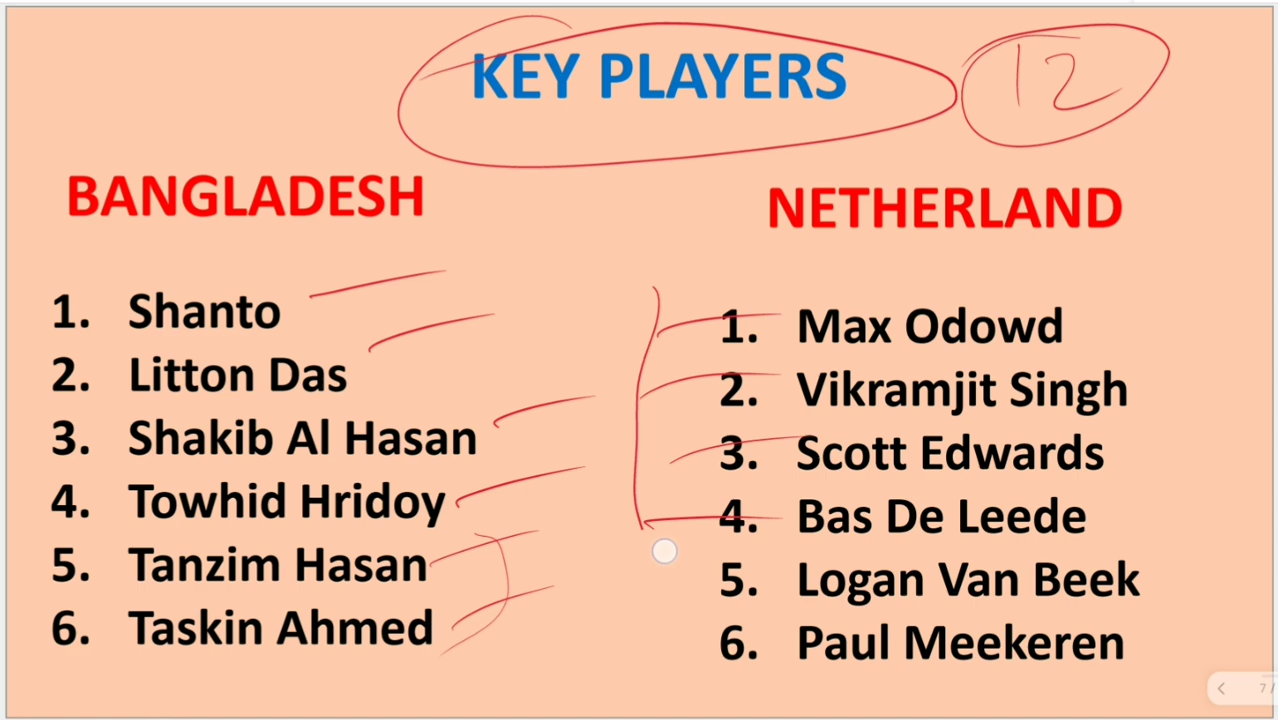 KEY PLAYERS
12
BANGLADESH
1. Shanto
2. Litton Das
3. Shakib Al Hasan
4. Towhid Hridoy
5. Tanzim Hasan
6. Taskin Ahmed
NETHERLAND
1. Max Odowd
2. Vikramjit Singh
3. Scott Edwards
4. Bas De Leede
5. Logan Van Beek
6. Paul Meekeren
7 /